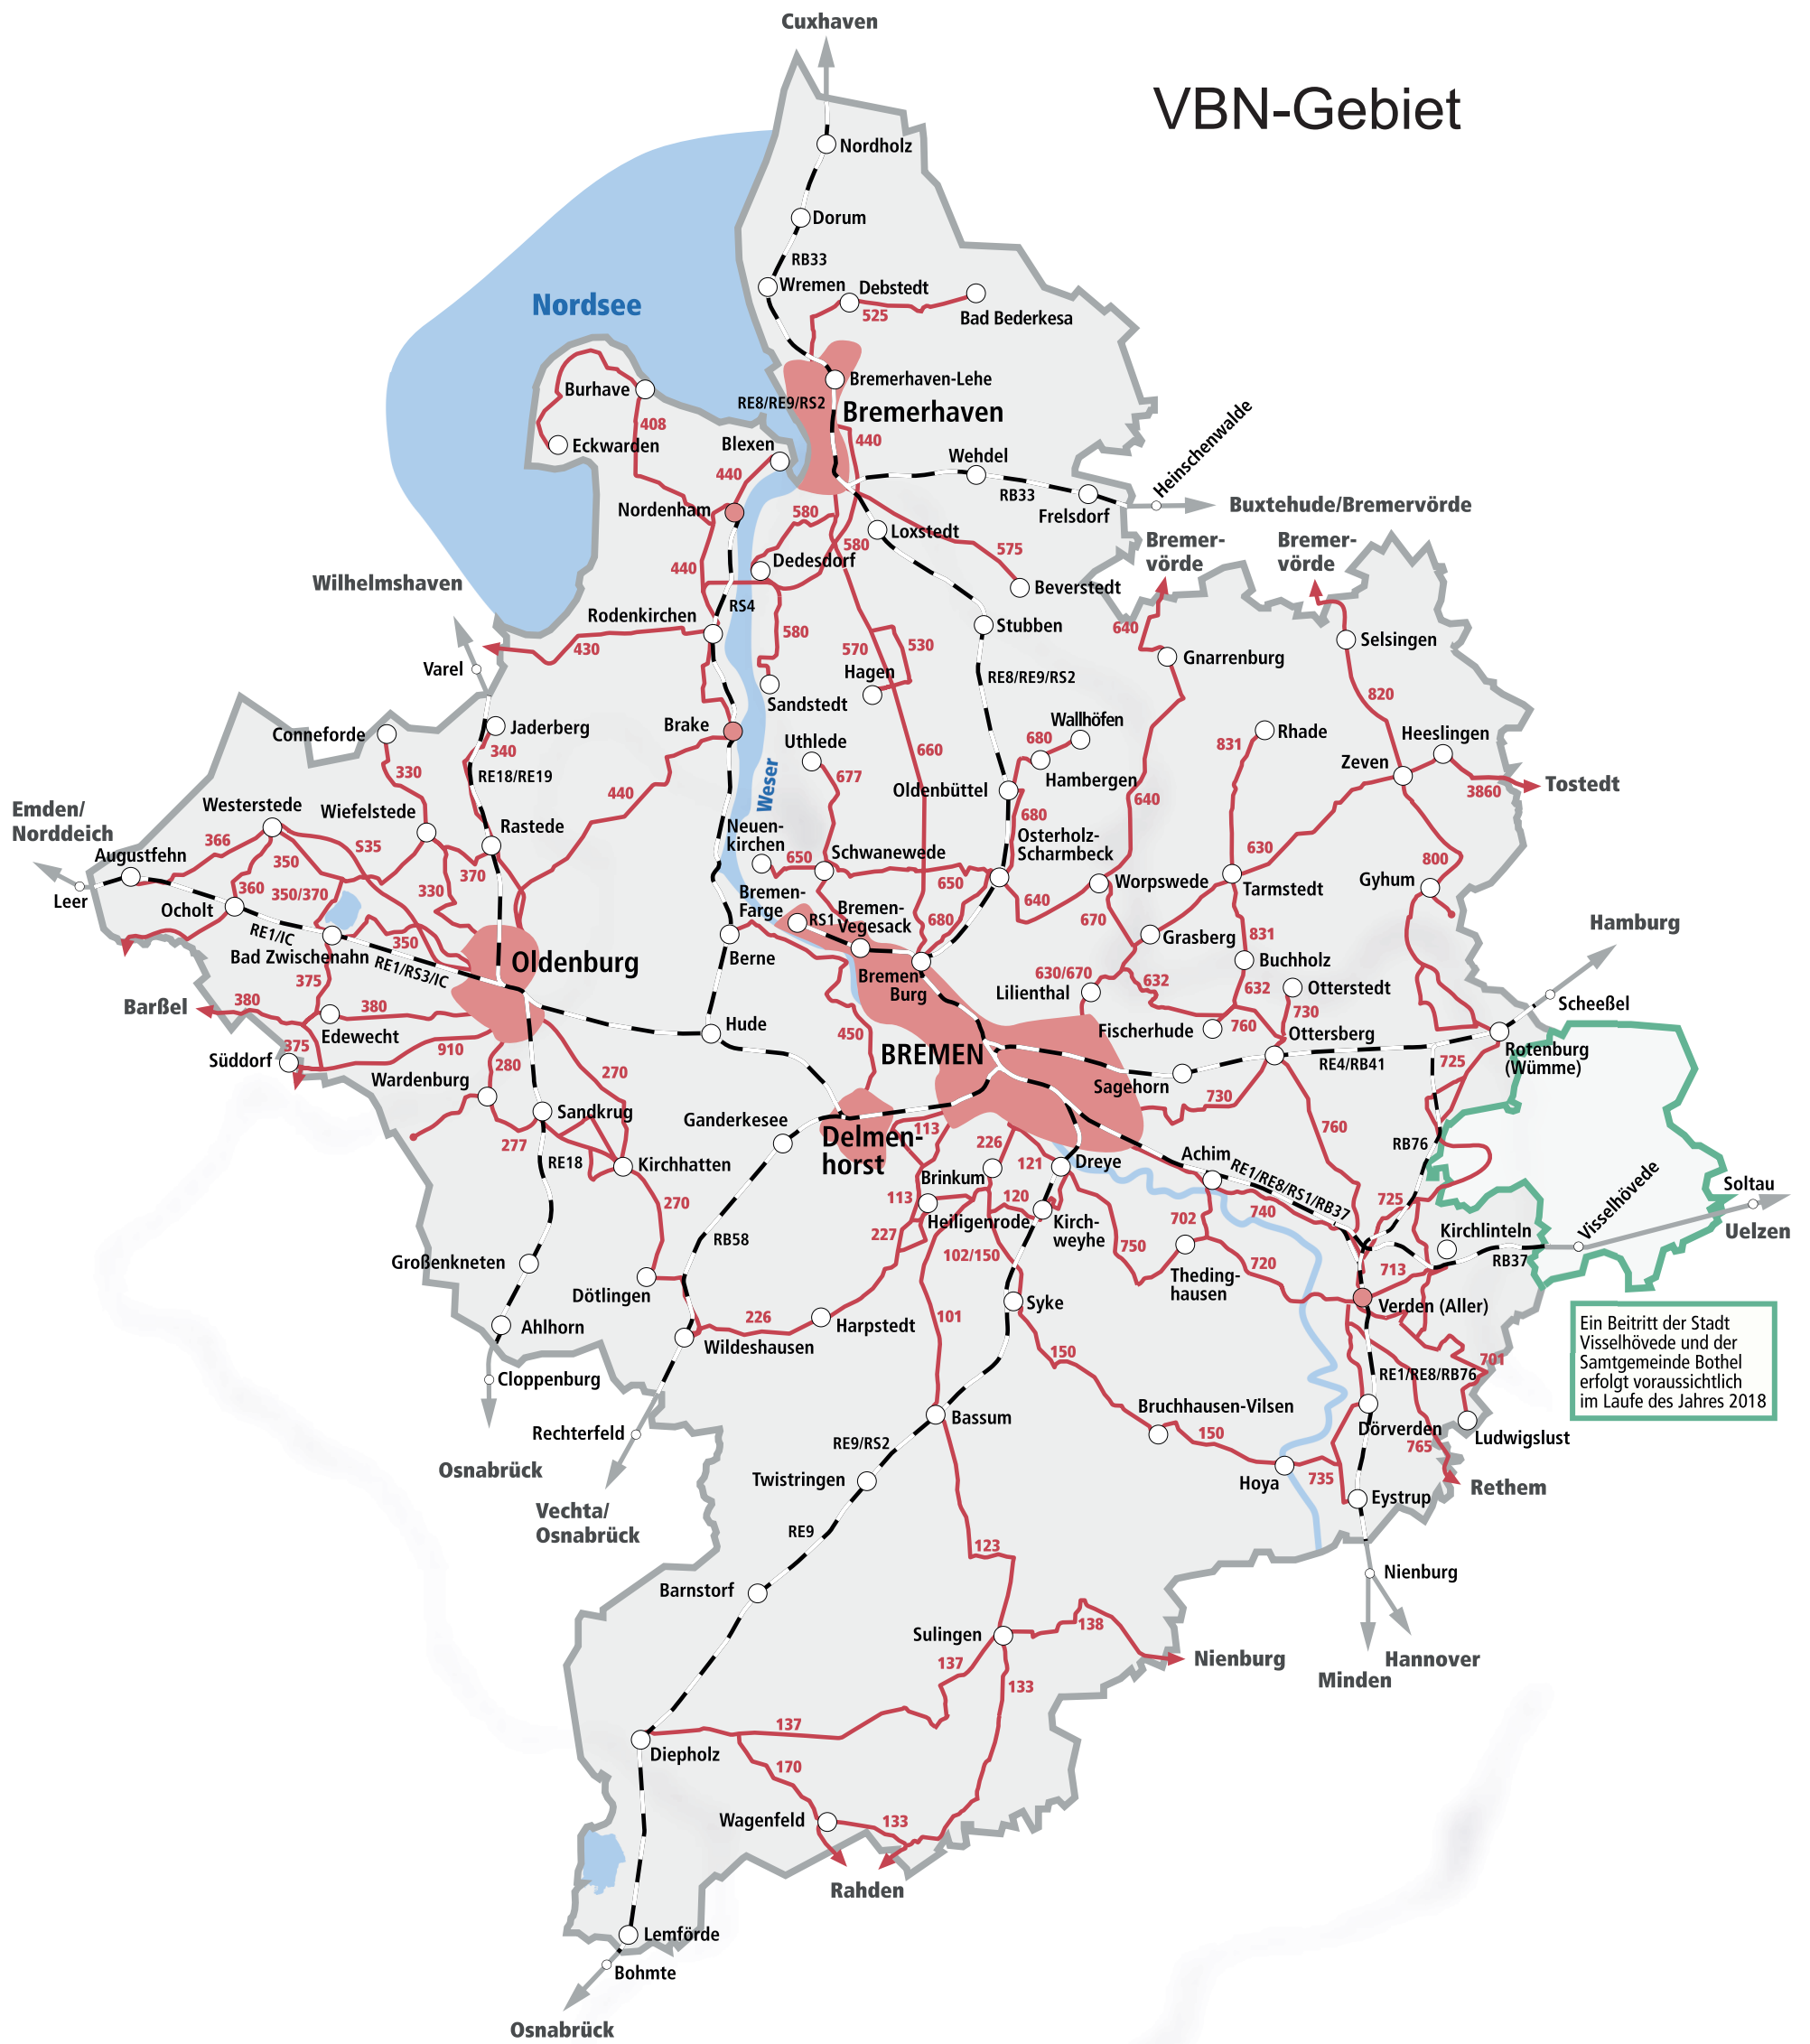 Cuxhaven
VBN-Gebiet
Nordholz
Dorum
RB33
Wremen
Debstedt
525
Bad Bederkesa
Nordsee
Burhave
408
Eckwarden
Bremerhaven-Lehe
RE8/RE9/RS2
Bremerhaven
Blexen
440
440
Wehdel
RB33
Frelsdorf
Heinschenwalde
Buxtehude/Bremervörde
Nordenham
580
Loxstedt
580
575
Bremer-
vörde
Bremer-
vörde
Dedesdorf
440
Beverstedt
Wilhelmshaven
RS4
Rodenkirchen
580
Stubben
640
Selsingen
430
570
530
Gnarrenburg
Varel
Hagen
RE8/RE9/RS2
Sandstedt
820
Conneforde
Jaderberg
340
Brake
Wallhöfen
Uthlede
680
660
831
Rhade
Heeslingen
330
RE18/RE19
677
Hambergen
Zeven
Weser
Oldenbüttel
440
640
3860
Tostedt
Emden/
Norddeich
Westerstede
Wiefelstede
Rastede
Neuen-
kirchen
680
Osterholz-
Scharmbeck
366
S35
Augustfehn
350
370
650
Schwanewede
630
800
Leer
360
350/370
330
Bremen-
Farge
650
Worpswede
Tarmstedt
Gyhum
Ocholt
RS1
Bremen-
Vegesack
680
640
670
Hamburg
RE1/IC
350
Grasberg
831
Bad Zwischenahn
RE1/RS3/IC
Oldenburg
Berne
Bremen
Burg
Buchholz
375
630/670
632
632
Otterstedt
Lilienthal
Scheeßel
Barßel
380
380
730
Edewecht
Hude
450
Fischerhude
760
Ottersberg
375
910
BREMEN
Rotenburg
(Wümme)
Süddorf
280
270
RE4/RB41
725
Wardenburg
Sagehorn
730
Sandkrug
Ganderkesee
Delmen-
horst
113
226
760
RB76
277
RE18
Kirchhatten
121
Dreye
Achim
RE1/RE8/RS1/RB37
Brinkum
Visselhövede
Soltau
270
113
120
725
Heiligenrode
Kirch-
weyhe
702
740
Kirchlinteln
Uelzen
RB58
227
102/150
750
720
713
RB37
Großenkneten
Theding-
hausen
Dötlingen
Syke
Verden (Aller)
226
Harpstedt
101
Ein Beitritt der Stadt
Visselhövede und der
Samtgemeinde Bothel
erfolgt voraussichtlich
im Laufe des Jahres 2018
Ahlhorn
Wildeshausen
150
701
Cloppenburg
RE1/RE8/RB76
Bruchhausen-Vilsen
Bassum
Rechterfeld
RE9/RS2
150
Dörverden
Ludwigslust
765
Osnabrück
Twistringen
Hoya
735
Rethem
Vechta/
Osnabrück
Eystrup
RE9
123
Nienburg
Barnstorf
138
Sulingen
137
Nienburg
Hannover
Minden
133
137
Diepholz
170
Wagenfeld
133
Rahden
Lemförde
Bohmte
Osnabrück